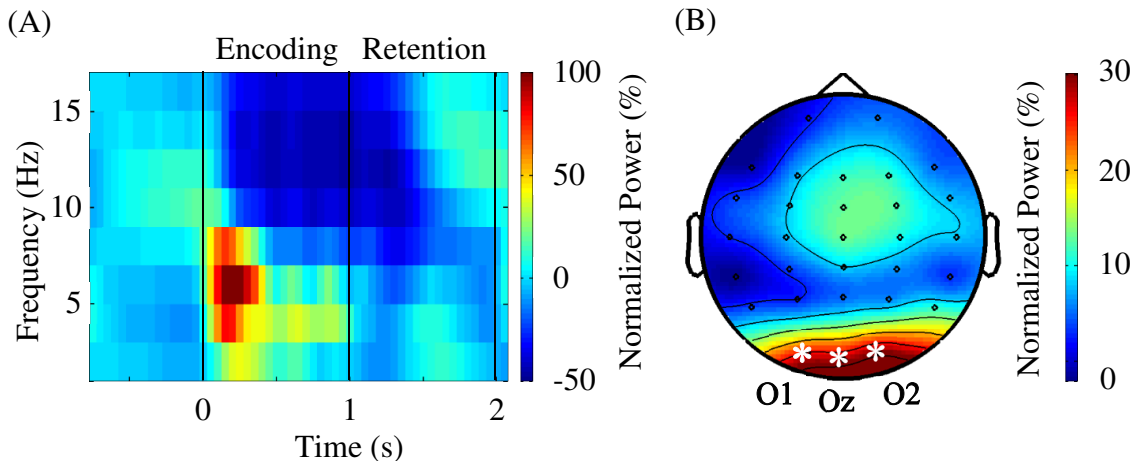 (A)
Encoding Retention
Frequency (Hz)
15
10
5
0 1 2
Time (s)
100
50
0
-50
Normalized Power (%)
(B)
O1 Oz O2
* * *
30
20
10
0
Normalized Power (%)